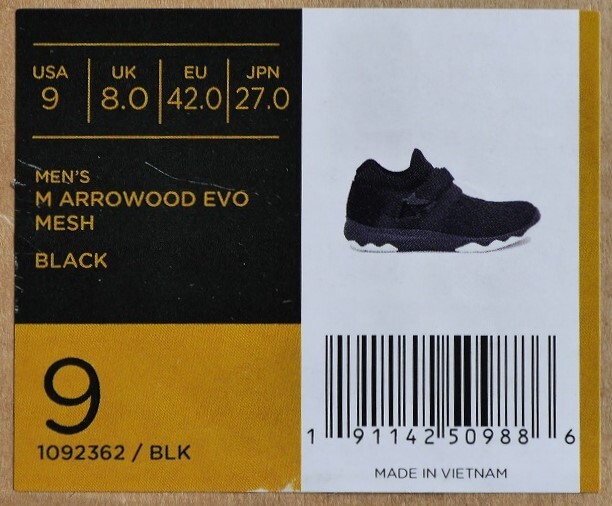 USA UK EU JPN
9 8.0 42.0 27.0
MEN'S
M ARROWOOD EVO
MESH
BLACK
9
1092362 / BLK
1 91142 50988 6
MADE IN VIETNAM